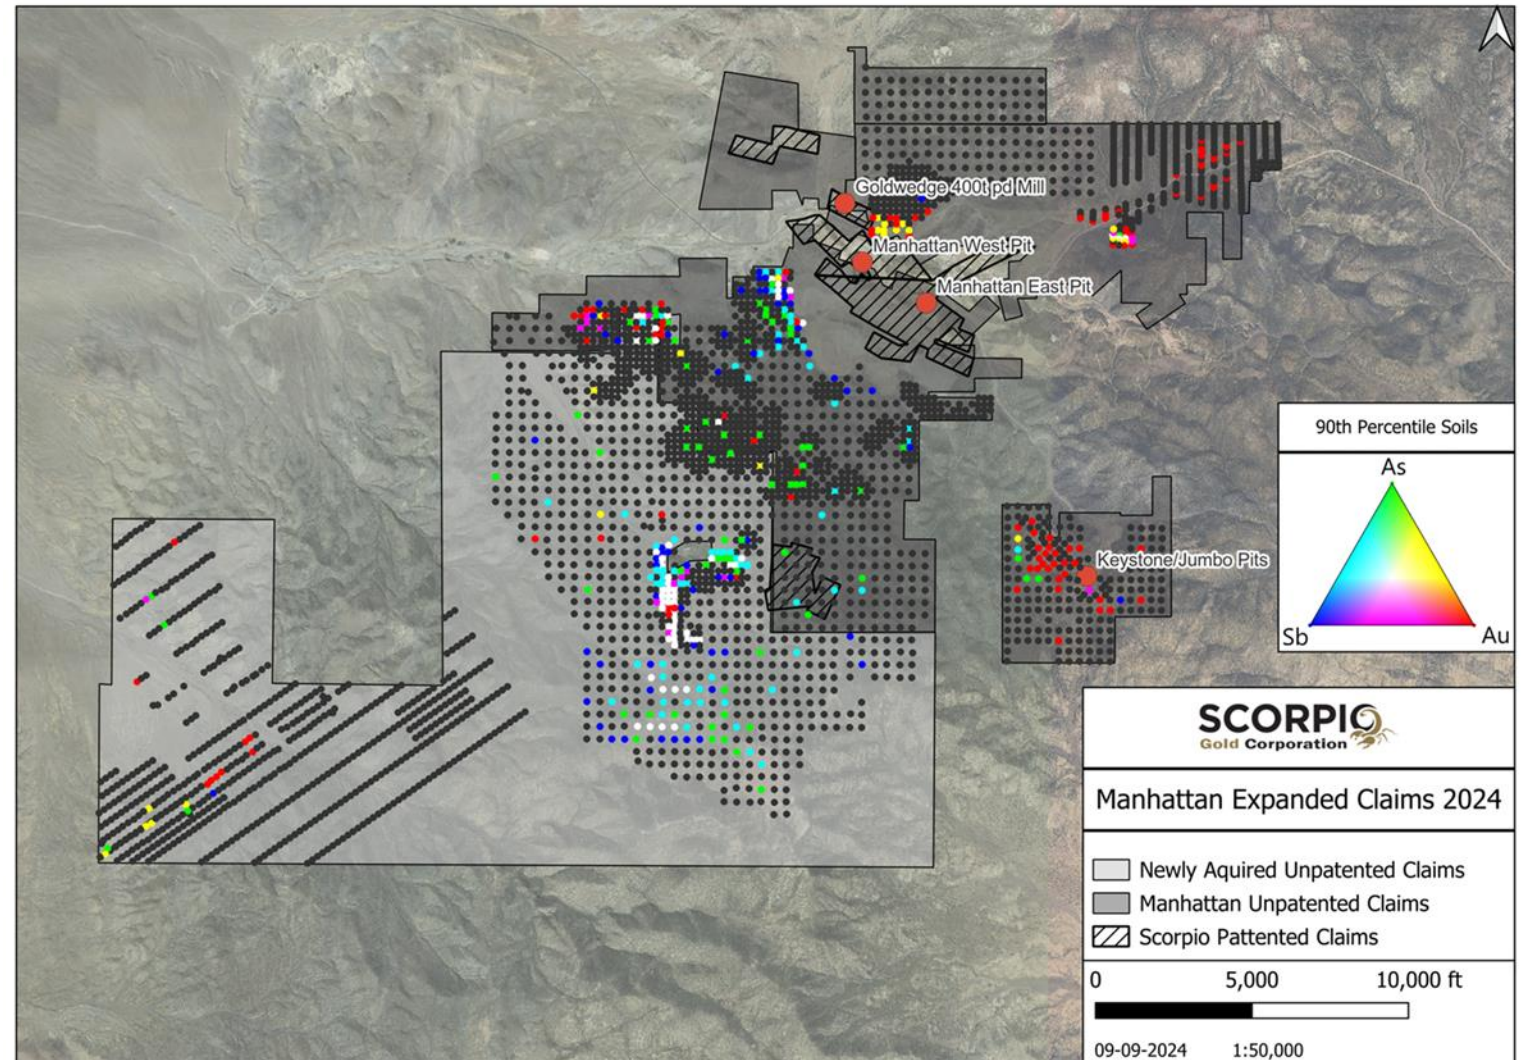 Goldwedge 400t pd Mill
Manhattan West Pit
Manhattan East Pit
Keystone/Jumbo Pits
90th Percentile Soils
As
Sb
Au
SCORPIO
Gold Corporation
Manhattan Expanded Claims 2024
Newly Aquired Unpatented Claims
Manhattan Unpatented Claims
Scorpio Pattented Claims
0 5,000 10,000 ft
09-09-2024 1:50,000